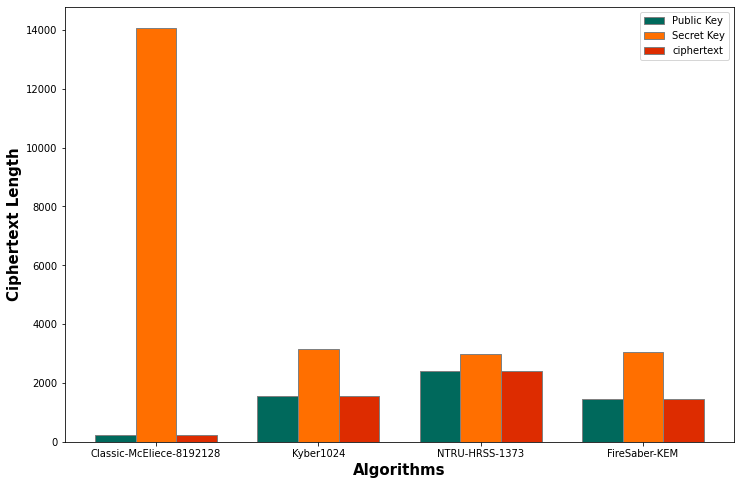 Public Key
Secret Key
ciphertext
14000
12000
10000
8000
6000
4000
2000
0
Ciphertext Length
Classic-McEliece-8192128
Kyber1024
NTRU-HRSS-1373
FireSaber-KEM
Algorithms